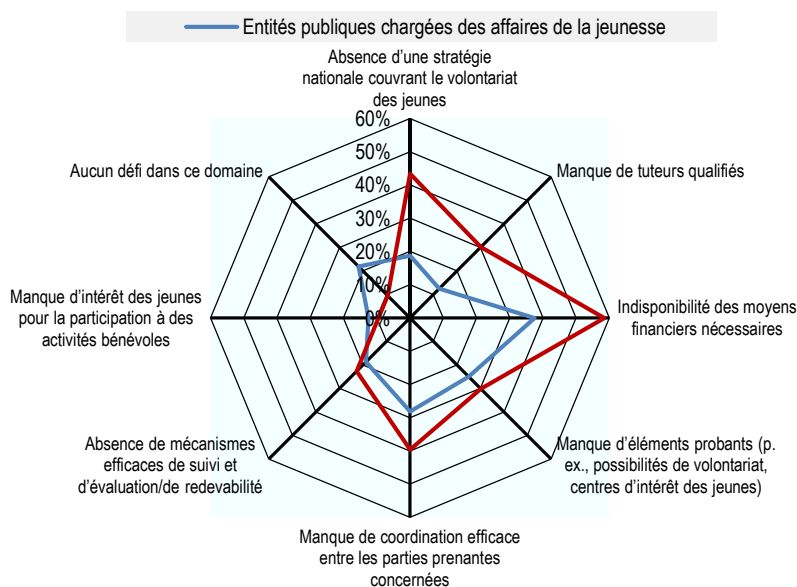 Entités publiques chargées des affaires de la jeunesse
Absence d'une stratégie
nationale couvrant le volontariat
des jeunes
60%
50%
40%
30%
20%
10%
0%
Manque de tuteurs qualifiés
Indisponibilité des moyens
financiers nécessaires
Manque d'éléments probants (p.
ex., possibilités de volontariat,
centres d'intérêt des jeunes)
Manque de coordination efficace
entre les parties prenantes
concernées
Absence de mécanismes
efficaces de suivi et
d'évaluation/de redevabilité
Manque d'intérêt des jeunes
pour la participation à des
activités bénévoles
Aucun défi dans ce domaine